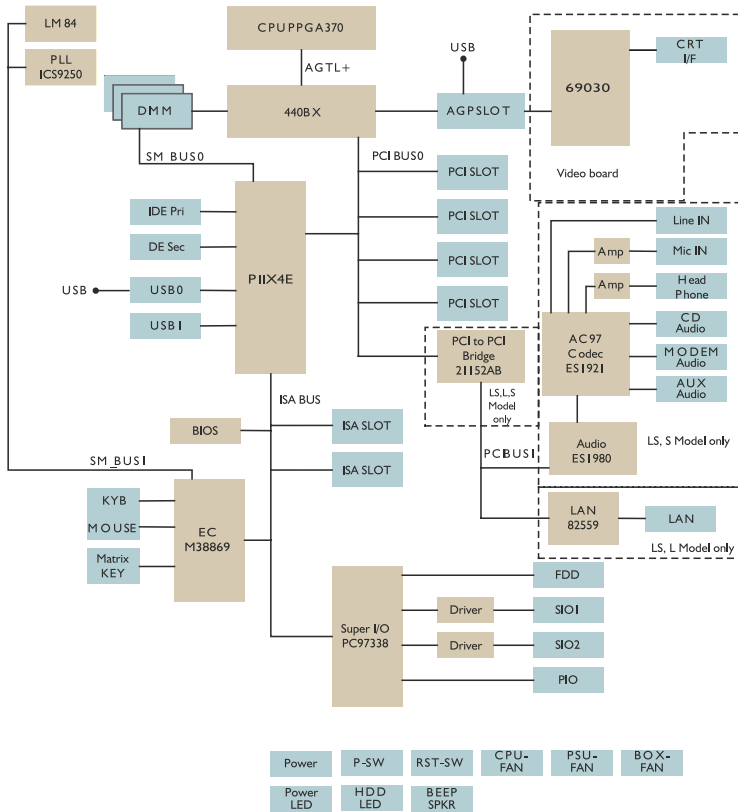 LM 84
CPU PPGA370
USB
CRT
I/F
PLL
ICS9250
AGTL+
69030
DMM
440BX
AGPSLOT
SM_BUS0
PCI BUS0
Video board
PCI SLOT
IDE Pri
Line IN
PCI SLOT
DE Sec
Amp
Mic IN
PCI SLOT
PIIX4E
USB
USB0
Amp
Head
Phone
PCI SLOT
USB1
CD
Audio
PCI to PCI
Bridge
21152AB
AC97
Codec
ES1921
MODEM
Audio
AUX
Audio
LS,L,S
Model
only
ISA BUS
ISA SLOT
BIOS
PCIBUS1
Audio
ES1980
LS, S Model only
SM_BUS1
ISA SLOT
KYB
MOUSE
EC
M38869
LAN
82559
LAN
Matrix
KEY
LS, L Model only
FDD
Super I/O
PC97338
Driver
SIO1
Driver
SIO2
PIO
Power
P-SW
RST-SW
CPU-
FAN
PSU-
FAN
BOX-
FAN
Power
LED
HDD
LED
BEEP
SPKR